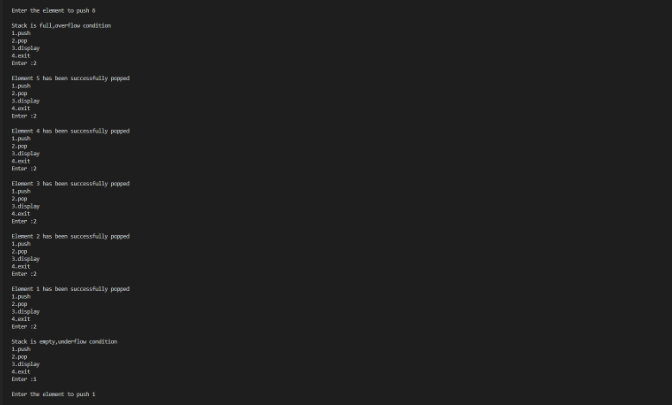 Enter the element to push 6
Stack is full,overflow condition
1.push
2.pop
3.display
4.exit
Enter :2
Element 5 has been successfully popped
1.push
2.pop
3.display
4.exit
Enter :2
Element 4 has been successfully popped
1.push
2.pop
3.display
4.exit
Enter :2
Element 3 has been successfully popped
1.push
2.pop
3.display
4.exit
Enter :2
Element 2 has been successfully popped
1.push
2.pop
3.display
4.exit
Enter :2
Element 1 has been successfully popped
1.push
2.pop
3.display
4.exit
Enter :2
Stack is empty,underflow condition
1.push
2.pop
3.display
4.exit
Enter :1
Enter the element to push 1